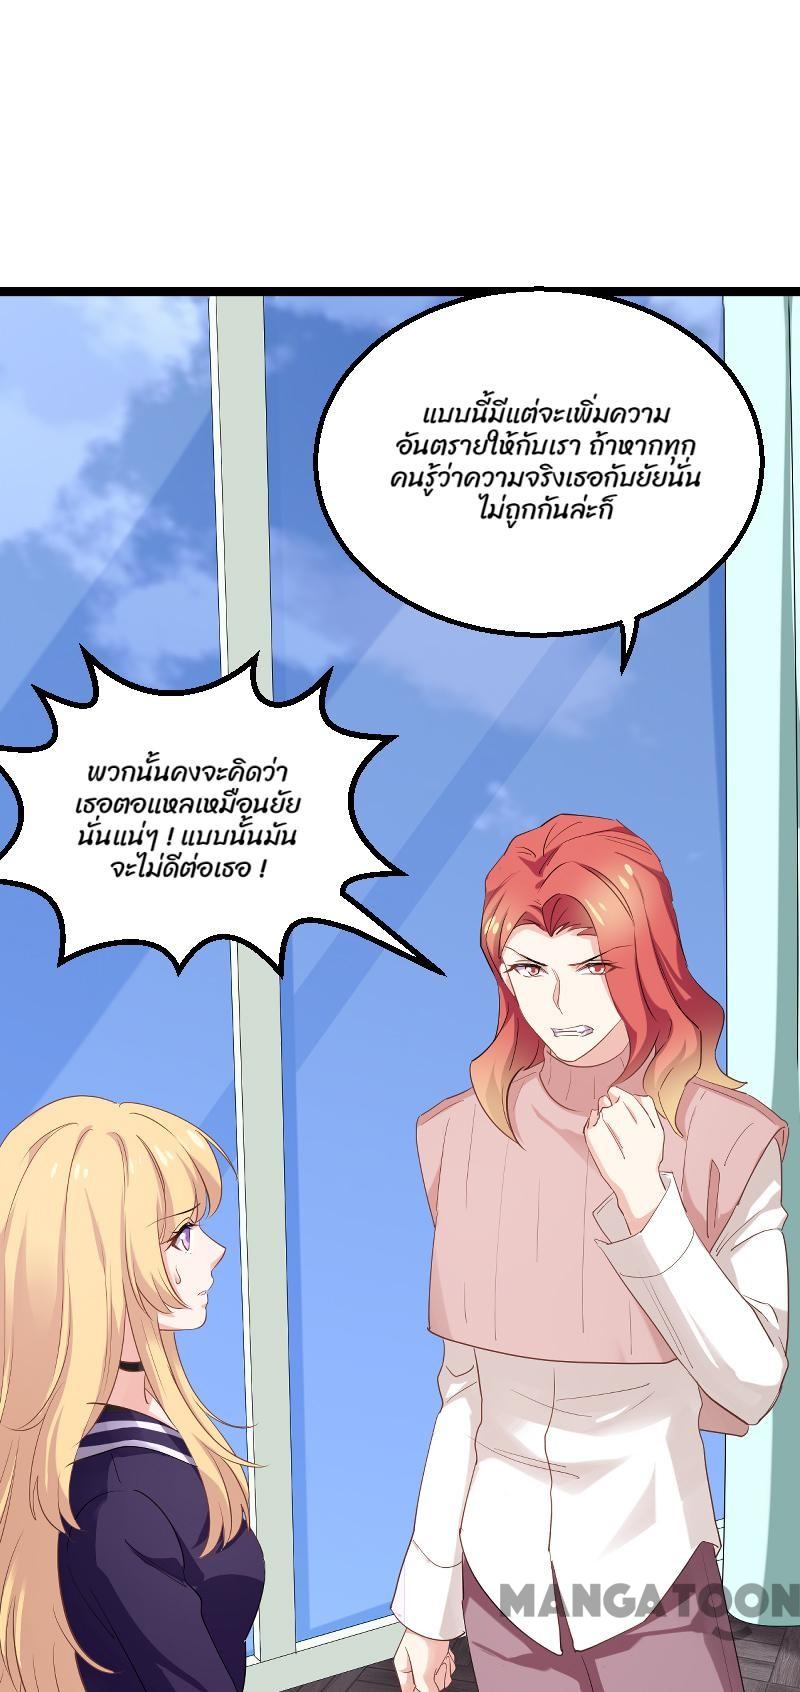 แบบนี้มีแต่จะเพิ่มความ
อันตรายให้กับเรา ถ้าหากทุก
คนรู้ว่าความจริงเธอกับยัยนั่น
ไม่ถูกกันล่ะก็
พวกนั้นคงจะคิดว่า
เธอตอแหลเหมือนยัย
นั่นแน่ๆ ! แบบนั้นมัน
จะไม่ดีต่อเธอ !
MANGATOON